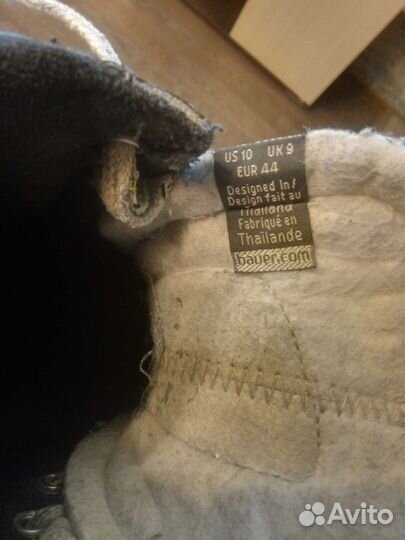 US 10 UK 9
EUR 44
Designed In/
Design fait au
Thailand
Fabriqué en
Thaïlande
bauer.com
Avito